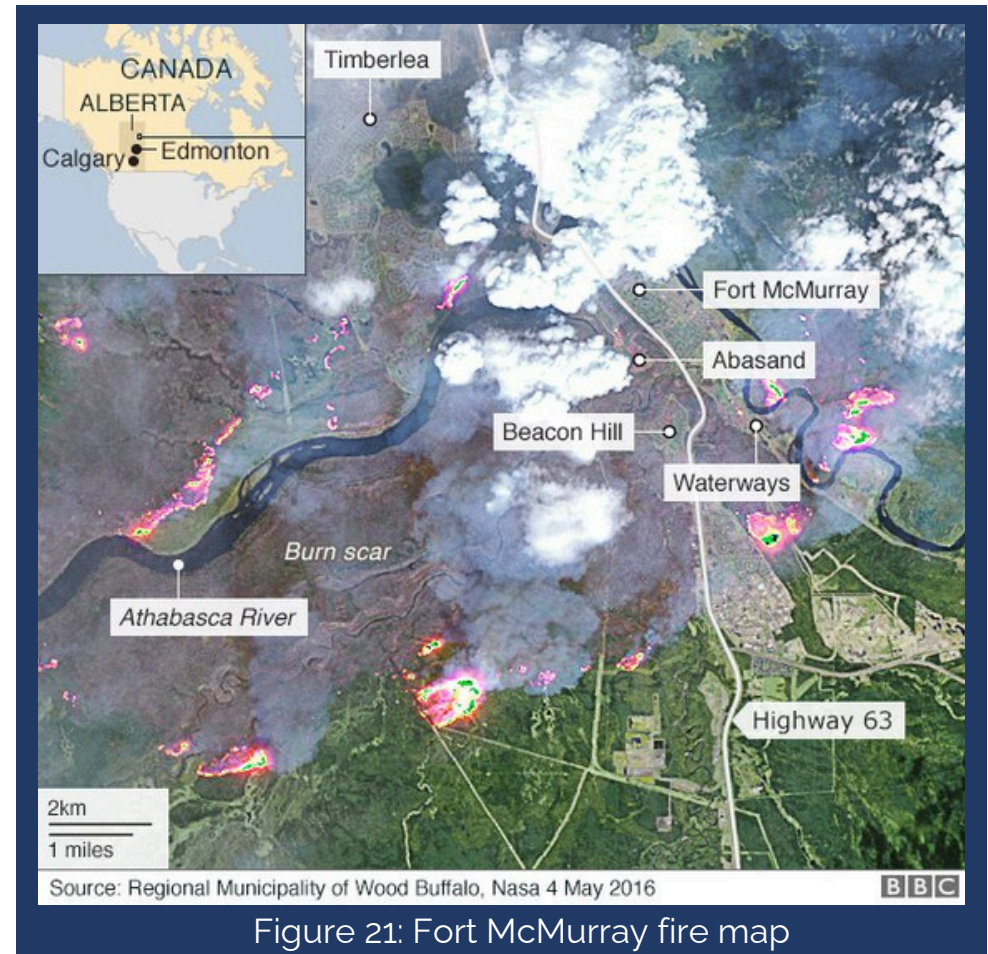 CANADA
ALBERTA
Edmonton
Calgary
Timberlea
Fort McMurray
Abasand
Beacon Hill
Waterways
Burn scar
Athabasca River
Highway 63
2km
1 miles
Source: Regional Municipality of Wood Buffalo, Nasa 4 May 2016
BBC
Figure 21: Fort McMurray fire map